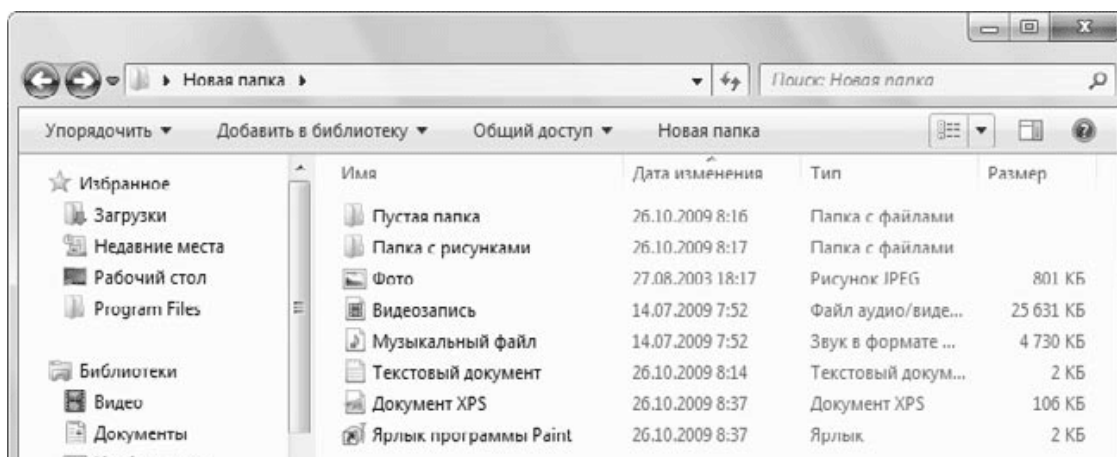 Новая папка
Поиск: Новая папка
Упорядочить Добавить в библиотеку Общий доступ Новая папка
Избранное
Загрузки
Недавние места
Рабочий стол
Program Files
Библиотеки
Видео
Документы
Имя Дата изменения Тип Размер
Пустая папка 26.10.2009 8:16 Папка с файлами
Папка с рисунками 26.10.2009 8:17 Папка с файлами
Фото 27.08.2003 18:17 Рисунок JPEG 801 КБ
Видеозапись 14.07.2009 7:52 Файл аудио/виде... 25 631 КБ
Музыкальный файл 14.07.2009 7:52 Звук в формате ... 4 730 КБ
Текстовый документ 26.10.2009 8:14 Текстовый докум... 2 КБ
Документ XPS 26.10.2009 8:37 Документ XPS 106 КБ
Ярлык программы Paint 26.10.2009 8:37 Ярлык 2 КБ